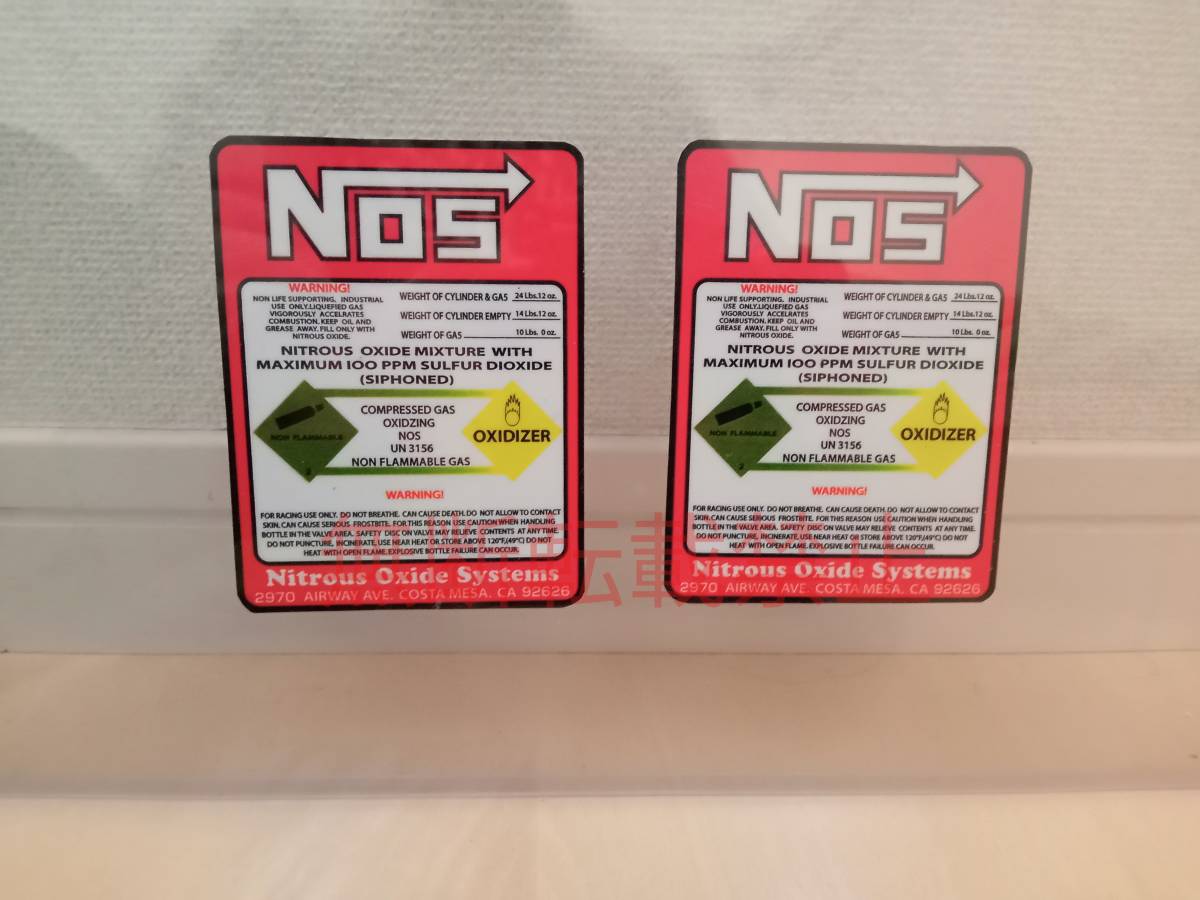 NOS
WARNING!
NON LIFE SUPPORTING, INDUSTRIAL
USE ONLY.LIQUEFIED GAS
VIGOROUSLY ACCELRATES
COMBUSTION. KEEP OIL AND
GREASE AWAY. FILL ONLY WITH
NITROUS OXIDE.
WEIGHT OF CYLINDER & GAS 24 Lbs.12 oz.
WEIGHT OF CYLINDER EMPTY 14 Lbs.12 oz.
WEIGHT OF GAS 10 Lbs. 0 oz.
NITROUS OXIDE MIXTURE WITH
MAXIMUM 100 PPM SULFUR DIOXIDE
(SIPHONED)
NON FLAMMABLE
2
COMPRESSED GAS
OXIDZING
NOS
UN 3156
NON FLAMMABLE GAS
OXIDIZER
WARNING!
FOR RACING USE ONLY. DO NOT BREATHE. CAN CAUSE DEATH. DO NOT ALLOW TO CONTACT
SKIN. CAN CAUSE SERIOUS FROSTBITE. FOR THIS REASON USE CAUTION WHEN HANDLING
BOTTLE IN THE VALVE AREA. SAFETY DISC ON VALVE MAY RELIEVE CONTENTS AT ANY TIME.
DO NOT PUNCTURE, INCINERATE, USE NEAR HEAT OR STORE ABOVE 120°F,(49°C) DO NOT
HEAT WITH OPEN FLAME. EXPLOSIVE BOTTLE FAILURE CAN OCCUR.
Nitrous Oxide Systems
2970 AIRWAY AVE. COSTA MESA. CA 92626
NOS
WARNING!
NON LIFE SUPPORTING, INDUSTRIAL
USE ONLY.LIQUEFIED GAS
VIGOROUSLY ACCELRATES
COMBUSTION. KEEP OIL AND
GREASE AWAY. FILL ONLY WITH
NITROUS OXIDE.
WEIGHT OF CYLINDER & GAS 24 Lbs.12 oz.
WEIGHT OF CYLINDER EMPTY 14 Lbs.12 oz.
WEIGHT OF GAS 10 Lbs. 0 oz.
NITROUS OXIDE MIXTURE WITH
MAXIMUM 100 PPM SULFUR DIOXIDE
(SIPHONED)
NON FLAMMABLE
2
COMPRESSED GAS
OXIDZING
NOS
UN 3156
NON FLAMMABLE GAS
OXIDIZER
WARNING!
FOR RACING USE ONLY. DO NOT BREATHE. CAN CAUSE DEATH. DO NOT ALLOW TO CONTACT
SKIN. CAN CAUSE SERIOUS FROSTBITE. FOR THIS REASON USE CAUTION WHEN HANDLING
BOTTLE IN THE VALVE AREA. SAFETY DISC ON VALVE MAY RELIEVE CONTENTS AT ANY TIME.
DO NOT PUNCTURE, INCINERATE, USE NEAR HEAT OR STORE ABOVE 120°F,(49°C) DO NOT
HEAT WITH OPEN FLAME. EXPLOSIVE BOTTLE FAILURE CAN OCCUR.
Nitrous Oxide Systems
2970 AIRWAY AVE. COSTA MESA. CA 92626
無断転載禁止